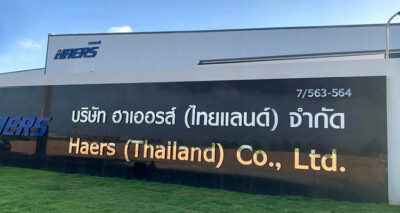 HAERS
7/563-564
HAERS
บริษัท ฮาเออรส์ (ไทยแลนด์) จำกัด
Haers (Thailand) Co., Ltd.